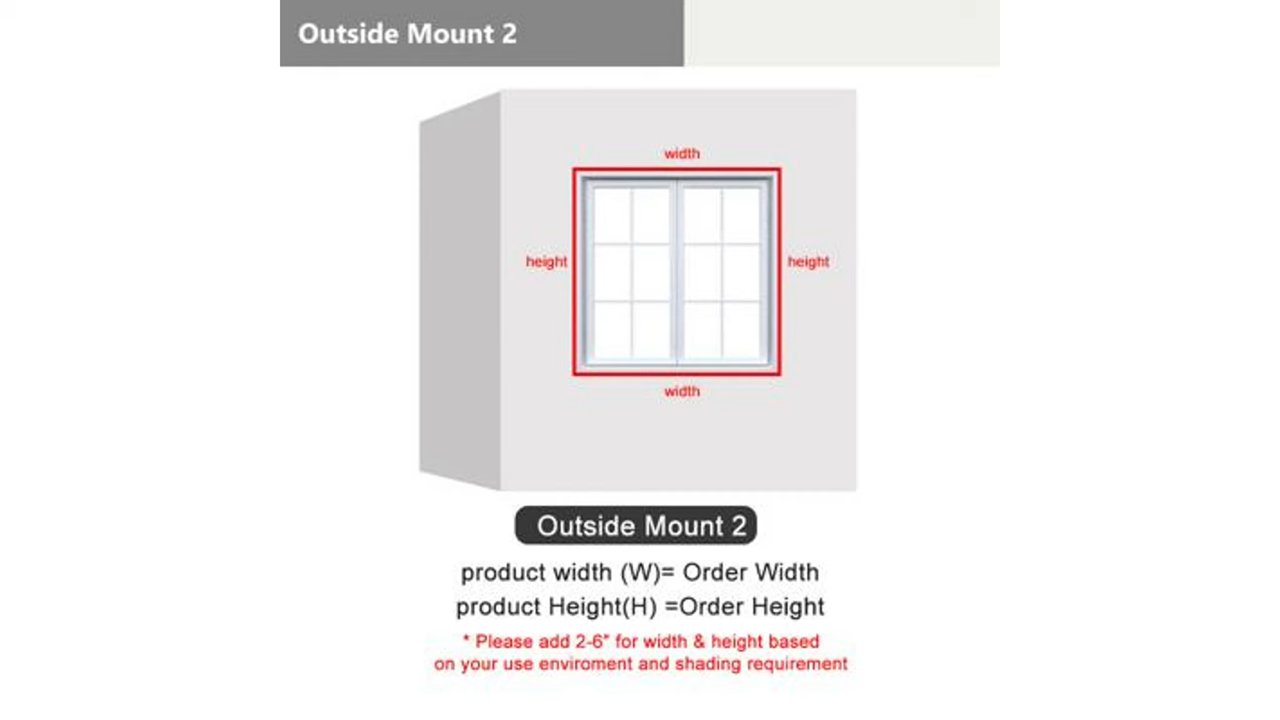 Outside Mount 2
width
height
height
width
Outside Mount 2
product width (W)= Order Width
product Height(H) =Order Height
* Please add 2-6" for width & height based
on your use enviroment and shading requirement